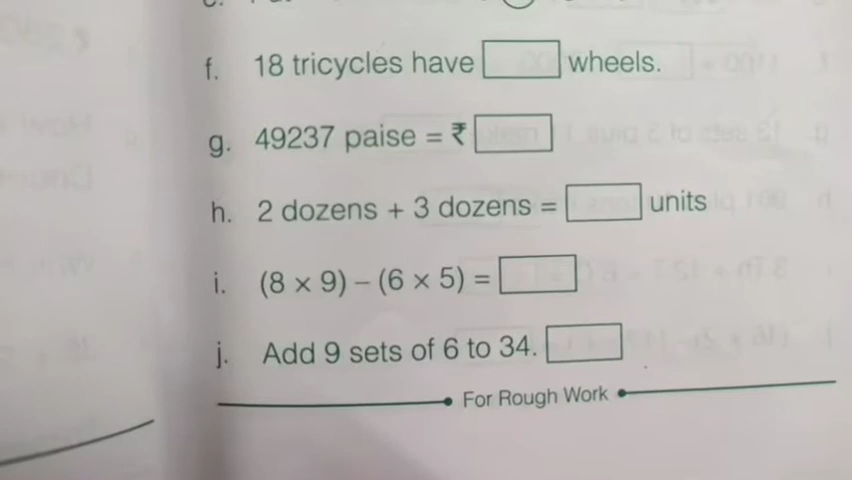 f. 18 tricycles have wheels.
g. 49237 paise = ₹
h. 2 dozens + 3 dozens = units
i. (8 × 9) – (6 × 5) =
j. Add 9 sets of 6 to 34.
For Rough Work